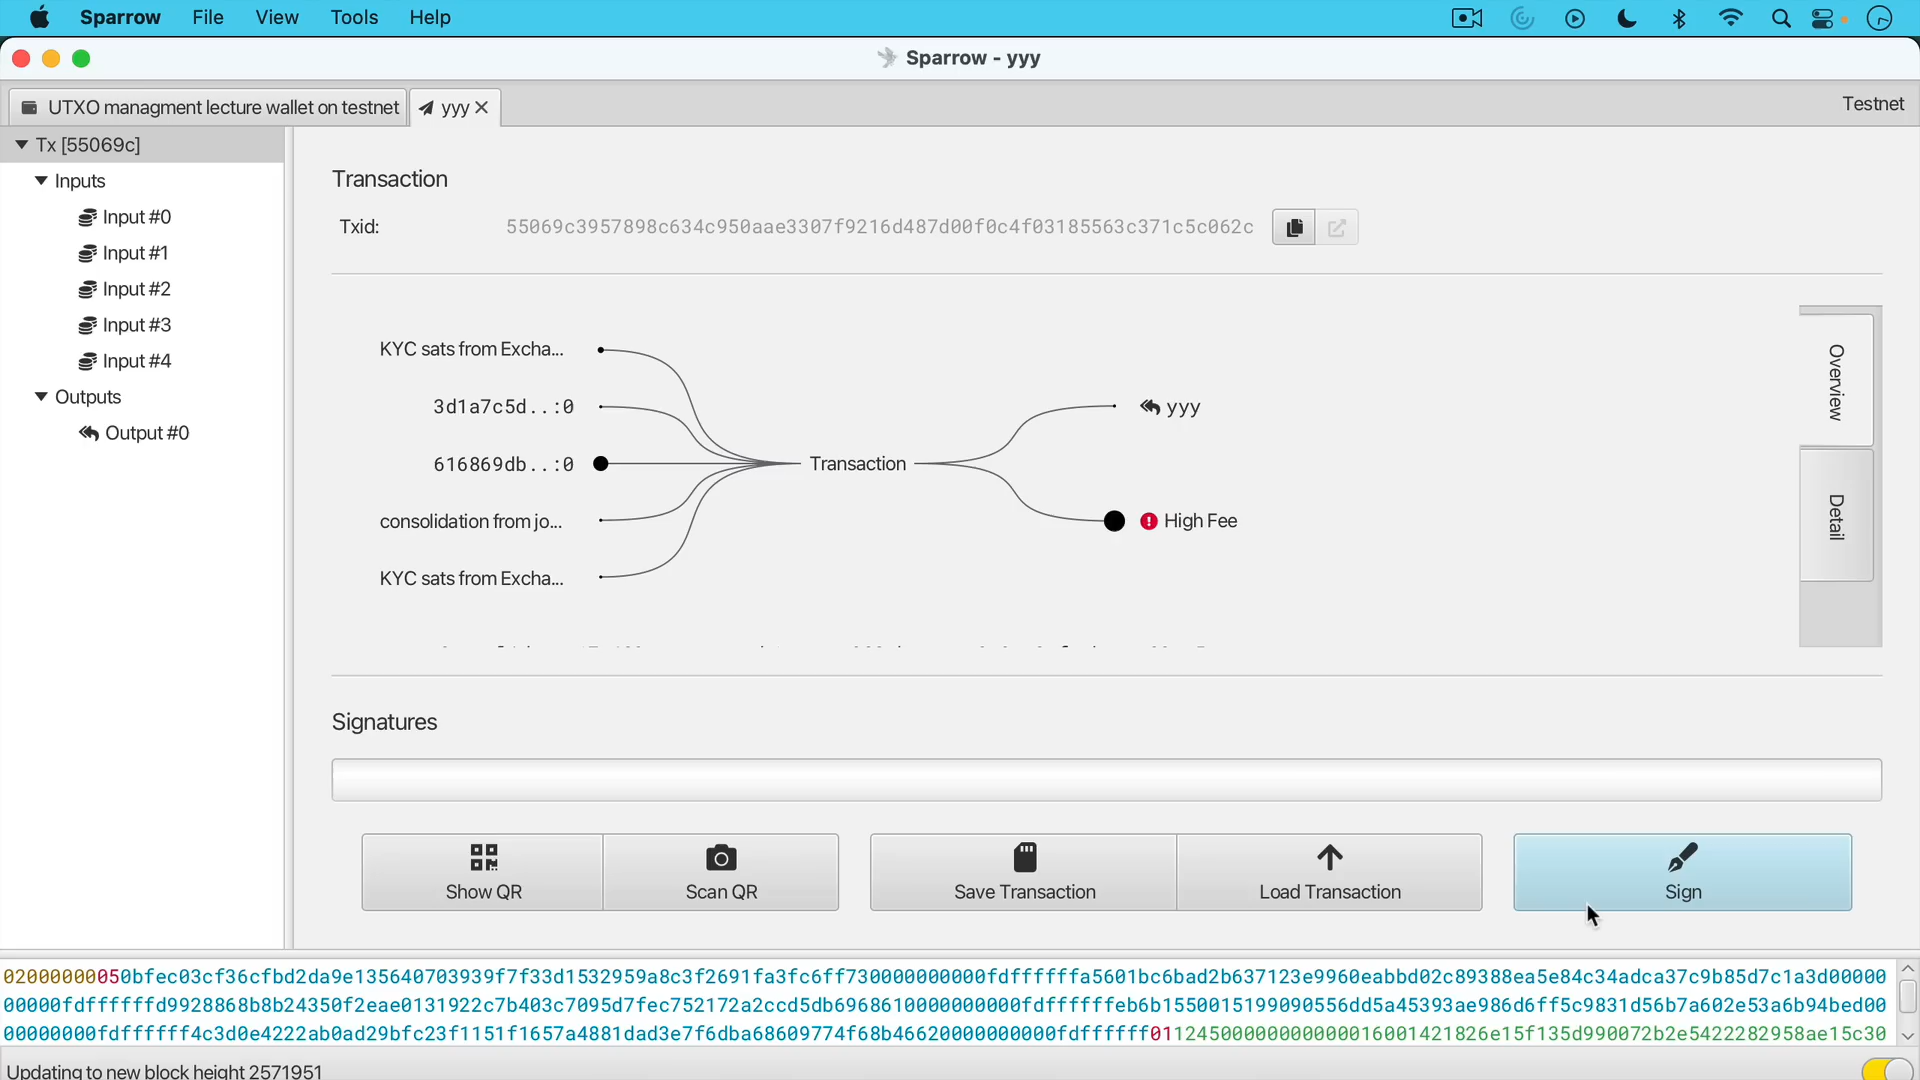 Sparrow File View Tools Help
Sparrow - yyy
UTXO managment lecture wallet on testnet
yyy
Testnet
Tx [55069c]
Inputs
Input #0
Input #1
Input #2
Input #3
Input #4
Outputs
Output #0
Transaction
Txid: 55069c3957898c634c950aae3307f9216d487d00f0c4f03185563c371c5c062c
KYC sats from Excha...
3d1a7c5d..:0
616869db..:0
consolidation from jo...
KYC sats from Excha...
Transaction
yyy
High Fee
Overview
Detail
Signatures
Show QR
Scan QR
Save Transaction
Load Transaction
Sign
02000000050bfec03cf36cfbd2da9e135640703939f7f33d1532959a8c3f2691fa3fc6ff730000000000fdffffffa5601bc6bad2b637123e9960eabbd02c89388ea5e84c34adca37c9b85d7c1a3d00000
00000fdffffffd9928868b8b24350f2eae0131922c7b403c7095d7fec752172a2ccd5db6968610000000000fdffffffeb6b1550015199090556dd5a45393ae986d6ff5c9831d56b7a602e53a6b94bed00
00000000fdffffff4c3d0e4222ab0ad29bfc23f1151f1657a4881dad3e7f6dba68609774f68b46620000000000fdffffff01124500000000000016001421826e15f135d990072b2e5422282958ae15c30
Updating to new block height 2571951